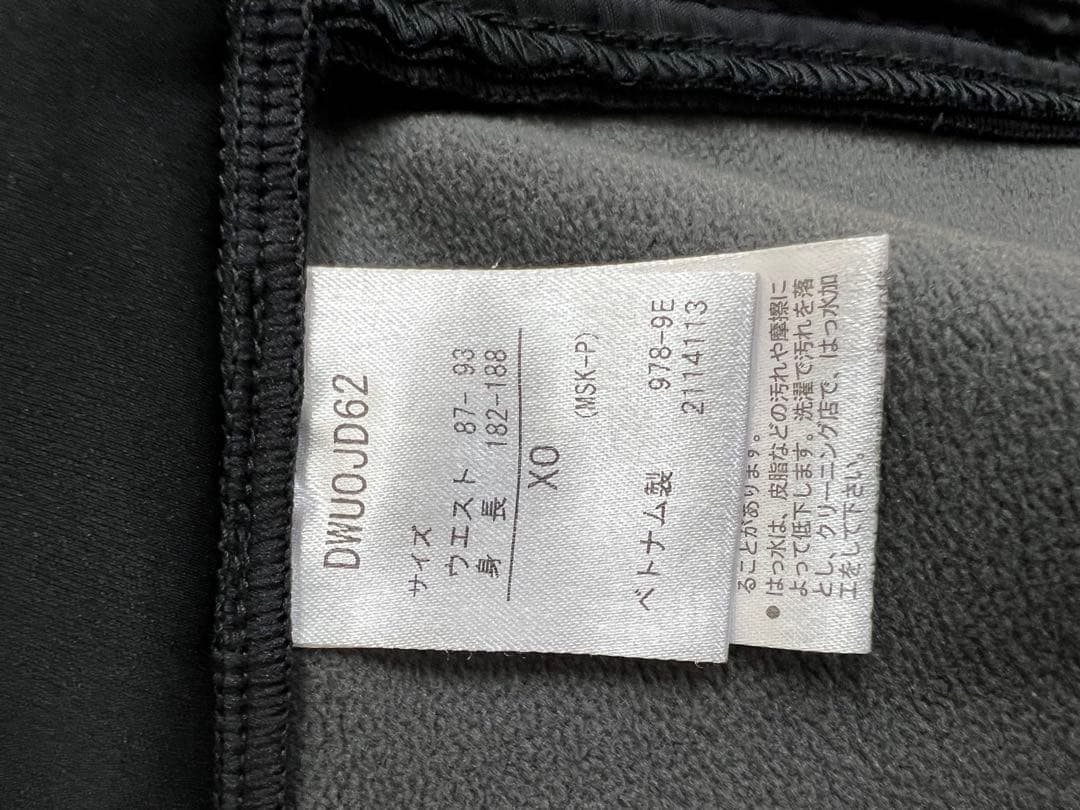 DWUOJD62
サイズ
ウエスト 87- 93
身 長 182-188
XO
(MSK-P)
ベトナム製 978-9E
21I4113
ることがあります。
●はっ水は、皮脂などの汚れや摩擦に
よって低下します。洗濯で汚れを落
とし、クリーニング店で、はっ水加
工をして下さい。